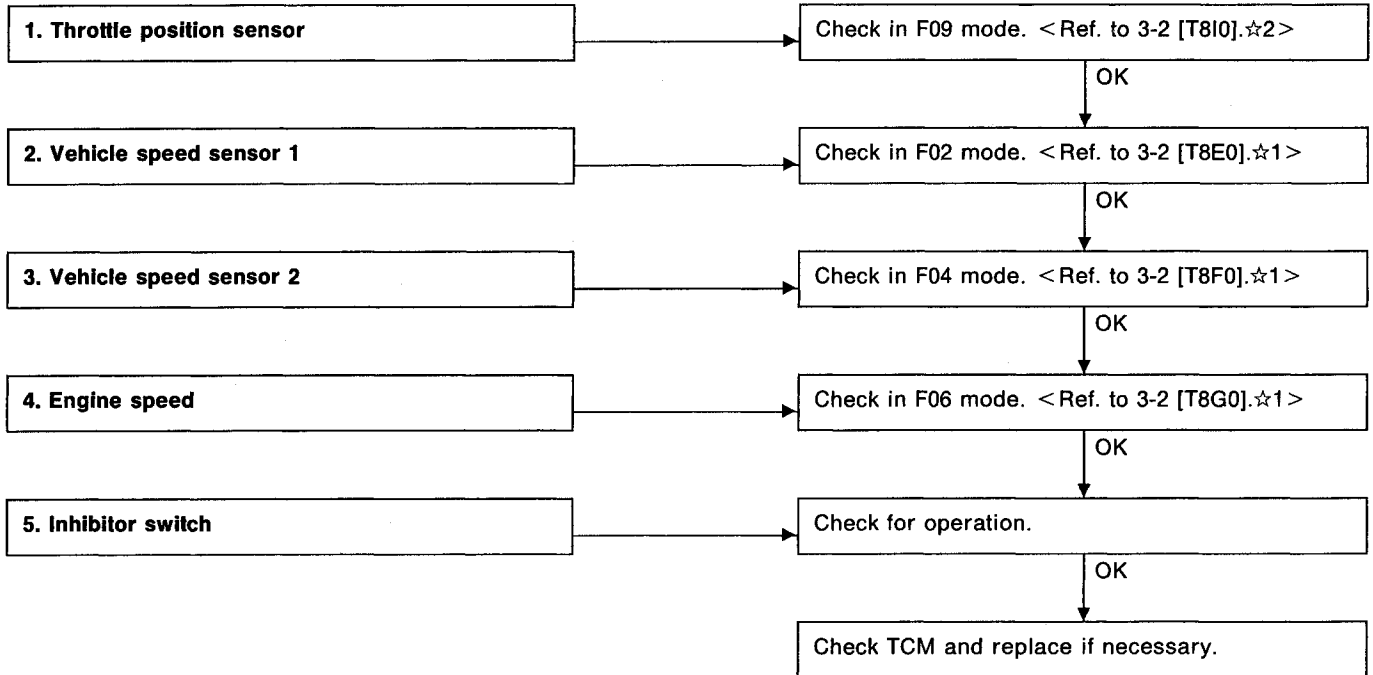 1. Throttle position sensor
Check in F09 mode. <Ref. to 3-2 [T8I0].☆2>
OK
2. Vehicle speed sensor 1
Check in F02 mode. <Ref. to 3-2 [T8E0].☆1>
OK
3. Vehicle speed sensor 2
Check in F04 mode. <Ref. to 3-2 [T8F0].☆1>
OK
4. Engine speed
Check in F06 mode. <Ref. to 3-2 [T8G0].☆1>
OK
5. Inhibitor switch
Check for operation.
OK
Check TCM and replace if necessary.